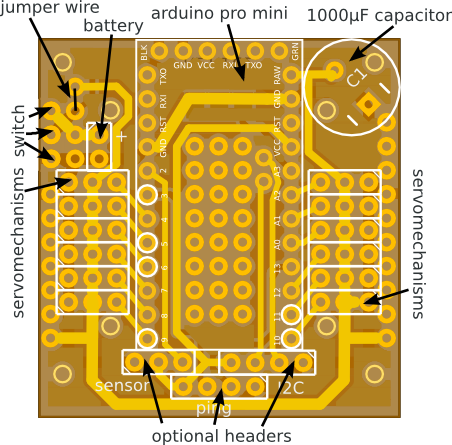 jumper wire
battery
arduino pro mini
1000µF capacitor
switch
servomechanisms
servomechanisms
BLK
GND VCC RXI TXO
GRN
TXO
RXI
RST
GND
2
3
4
5
6
7
8
9
RAW
GND
RST
VCC
A3
A2
A1
A0
13
12
11
10
C1
+
sensor
ping
I2C
optional headers